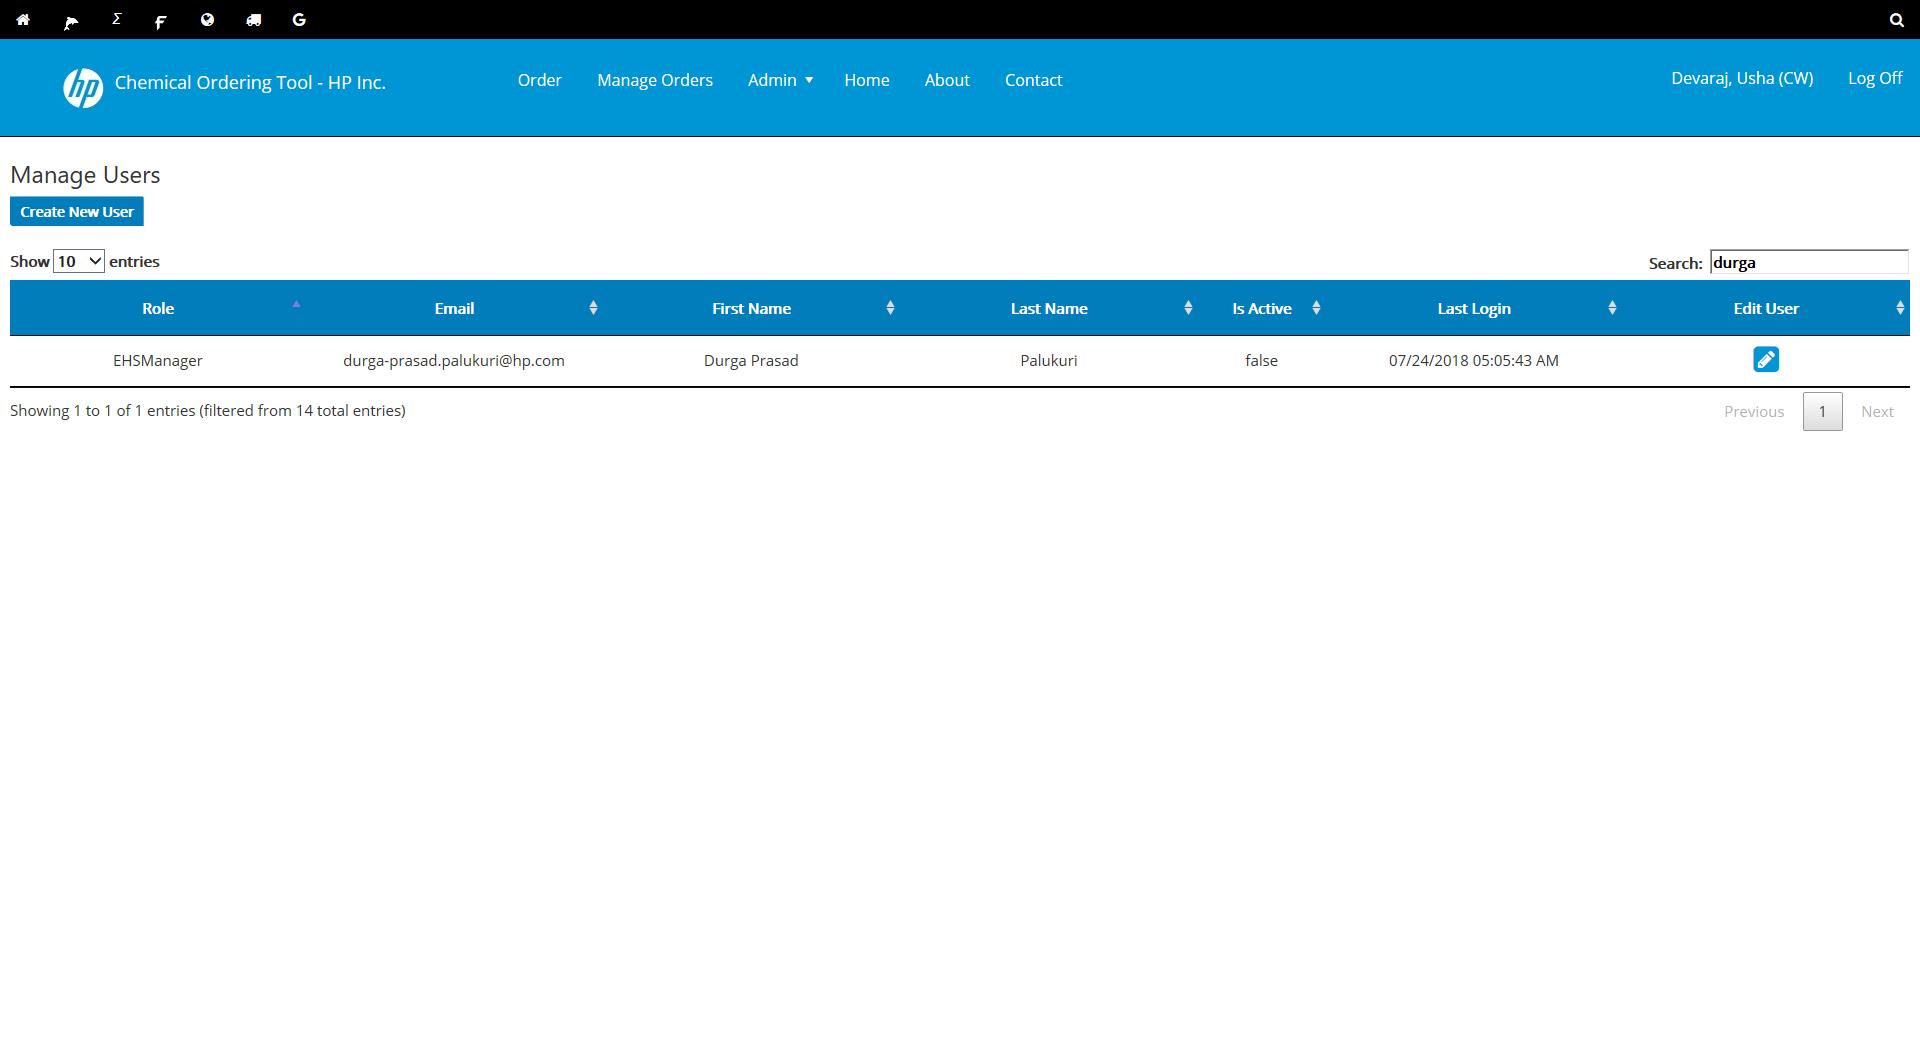 Σ F G
hp Chemical Ordering Tool - HP Inc. Order Manage Orders Admin Home About Contact Devaraj, Usha (CW) Log Off
Manage Users
Create New User
Show 10 entries Search: durga
Role Email First Name Last Name Is Active Last Login Edit User
EHSManager durga-prasad.palukuri@hp.com Durga Prasad Palukuri false 07/24/2018 05:05:43 AM
Showing 1 to 1 of 1 entries (filtered from 14 total entries) Previous 1 Next